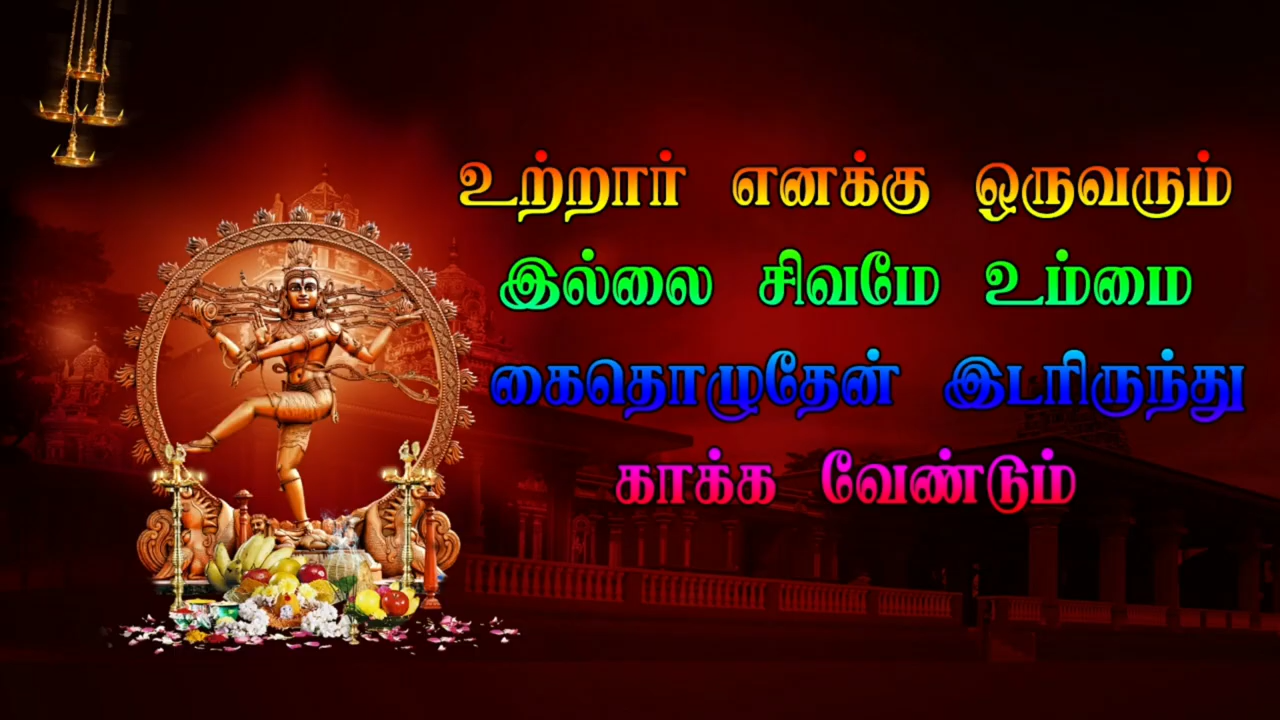 உற்றார் எனக்கு ஒருவரும்
இல்லை சிவமே உம்மை
கைதொழுதேன் இடரிருந்து
காக்க வேண்டும்